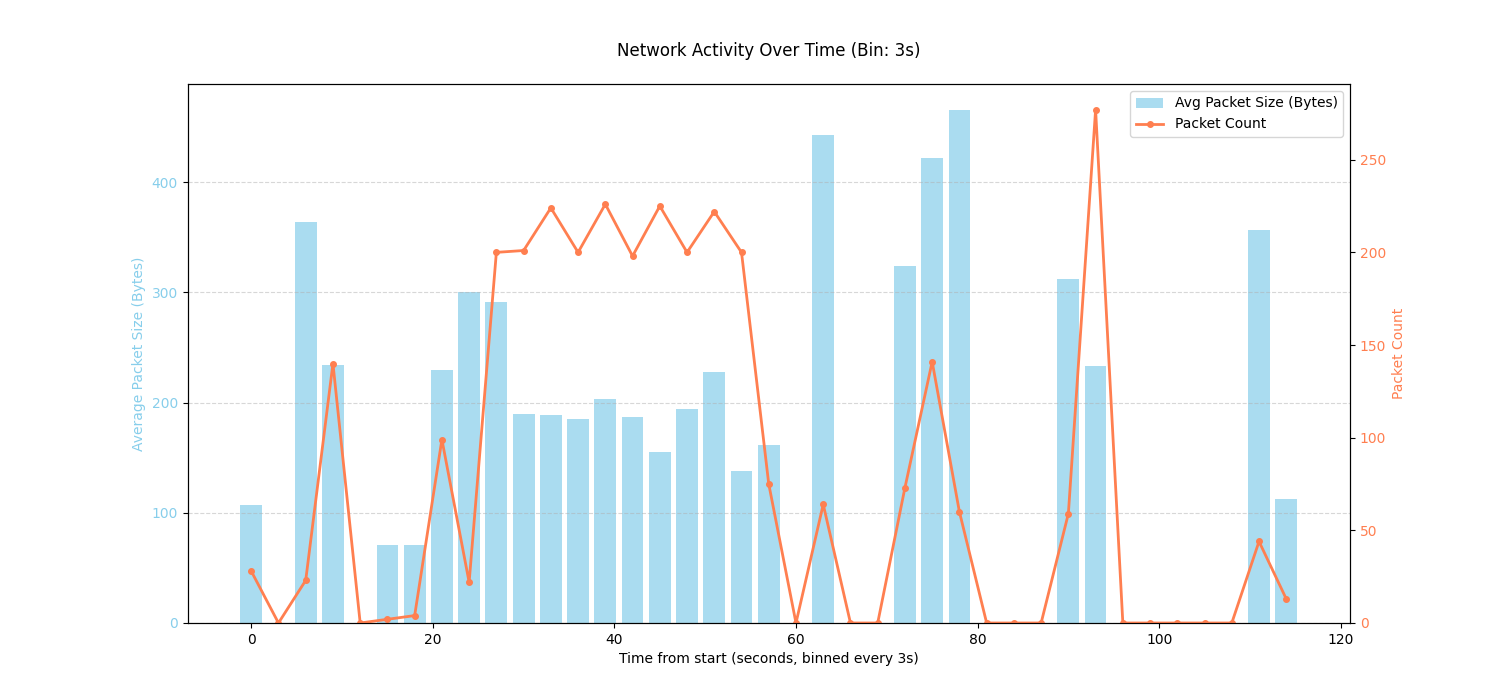 Network Activity Over Time (Bin: 3s)
Avg Packet Size (Bytes)
Packet Count
400
300
200
100
0
Average Packet Size (Bytes)
250
200
150
100
50
0
Packet Count
0 20 40 60 80 100 120
Time from start (seconds, binned every 3s)